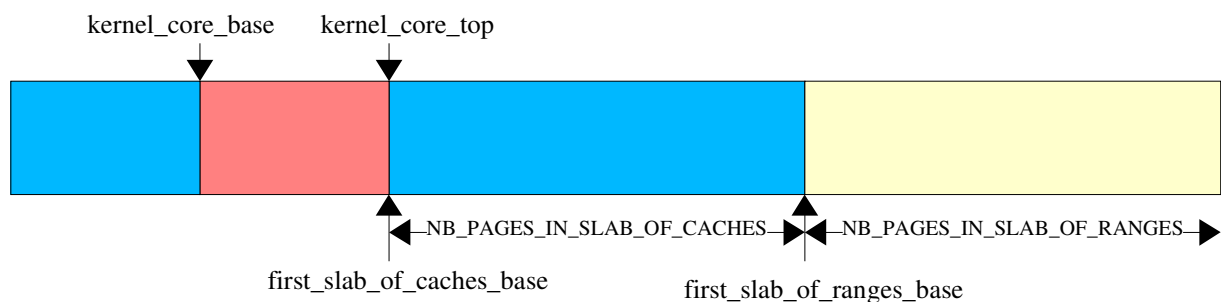 kernel_core_base
kernel_core_top
NB_PAGES_IN_SLAB_OF_CACHES
NB_PAGES_IN_SLAB_OF_RANGES
first_slab_of_caches_base
first_slab_of_ranges_base